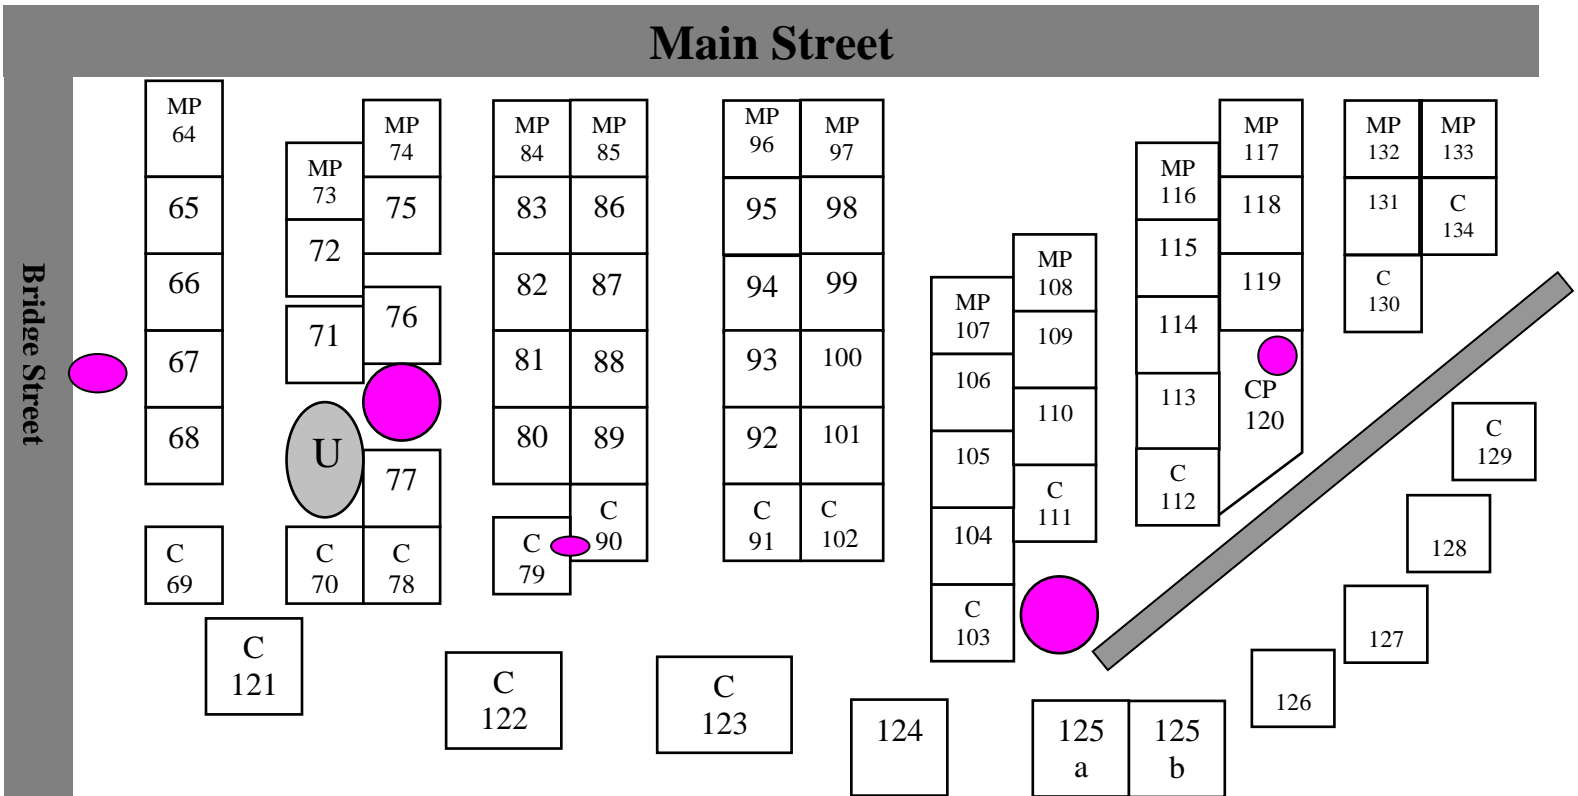 Main Street
Bridge Street
MP
64
65
66
67
68
C
69
MP
73
72
71
U
C
70
MP
74
75
76
77
C
78
MP
84
83
82
81
80
C
79
MP
85
86
87
88
89
C
90
MP
96
95
94
93
92
C
91
MP
97
98
99
100
101
C
102
MP
107
106
105
104
C
103
MP
108
109
110
C
111
MP
116
115
114
113
C
112
MP
117
118
119
CP
120
MP
132
131
C
130
MP
133
C
134
C
129
128
127
126
C
121
C
122
C
123
124
125
a
125
b